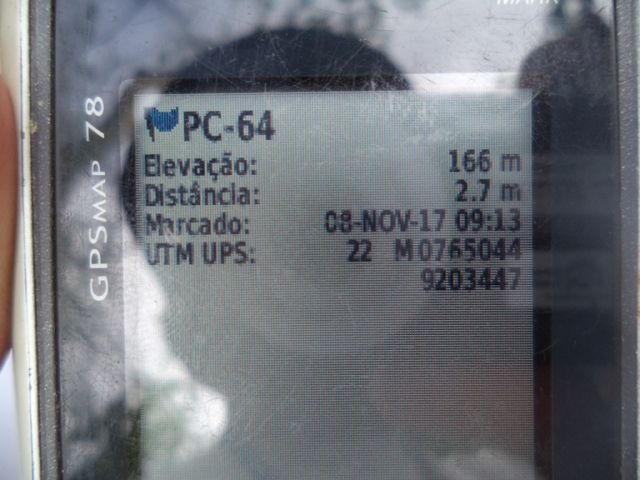 MARK
GPSMAP 78
PC-64
Elevação: 166 m
Distância: 2.7 m
Marcado: 08-NOV-17 09:13
UTM UPS: 22 M 0765044
9203447